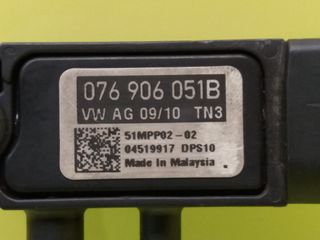 076 906 051B
VW AG 09/10 TN3
51MPP02-02
04519917 DPS10
Made in Malaysia